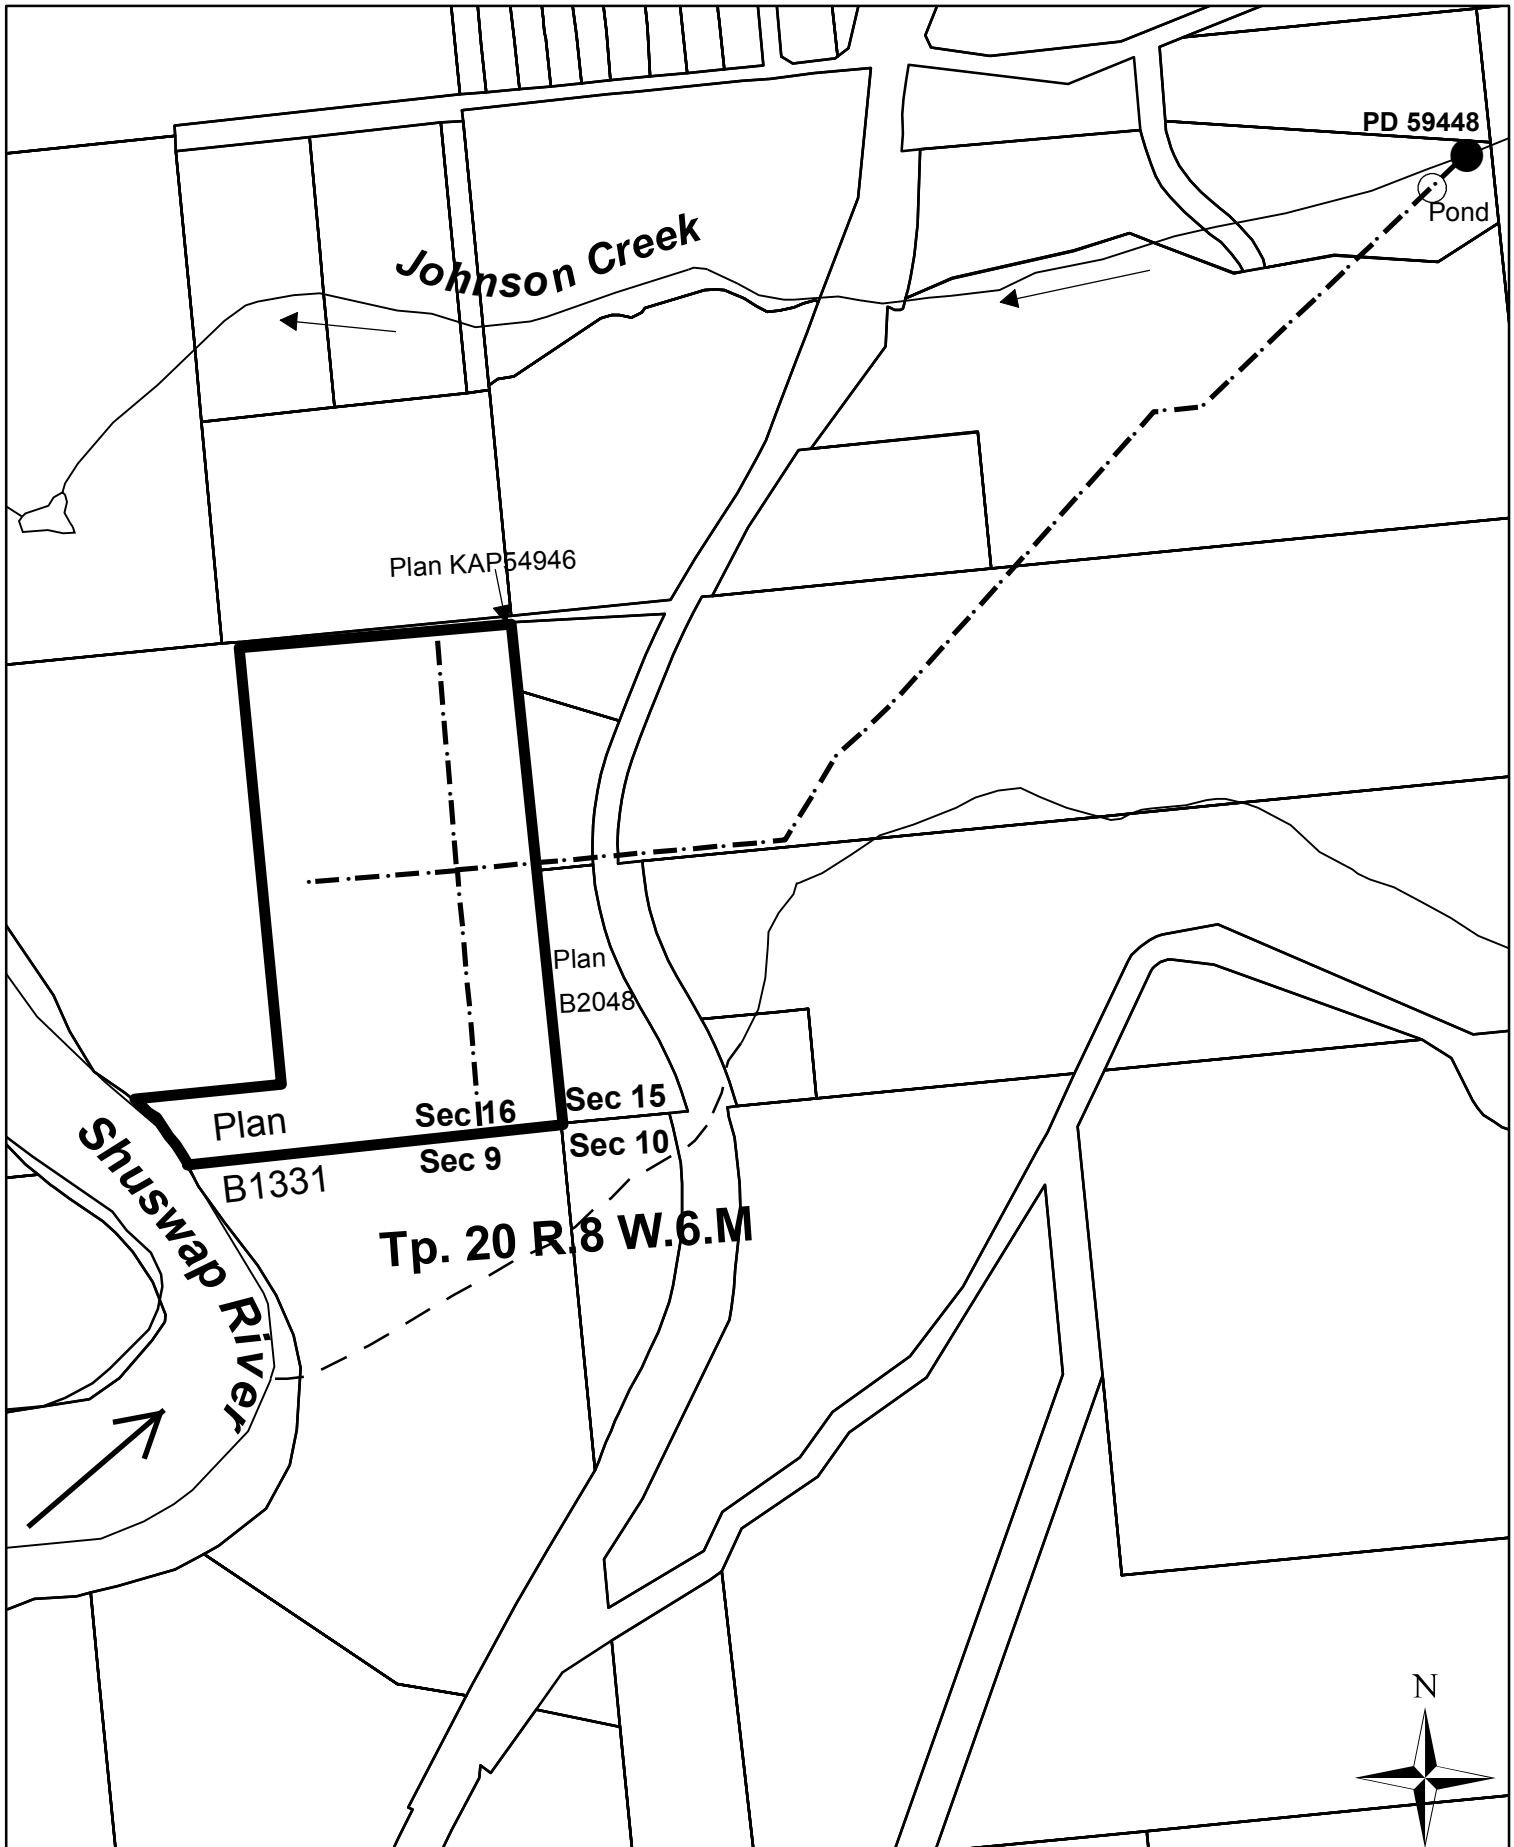 PD 59448
Pond
Johnson Creek
Plan KAP54946
Plan
B2048
Sec 16
Sec 15
Sec 9
Sec 10
Plan
B1331
Tp. 20 R.8 W.6.M
Shuswap River
N